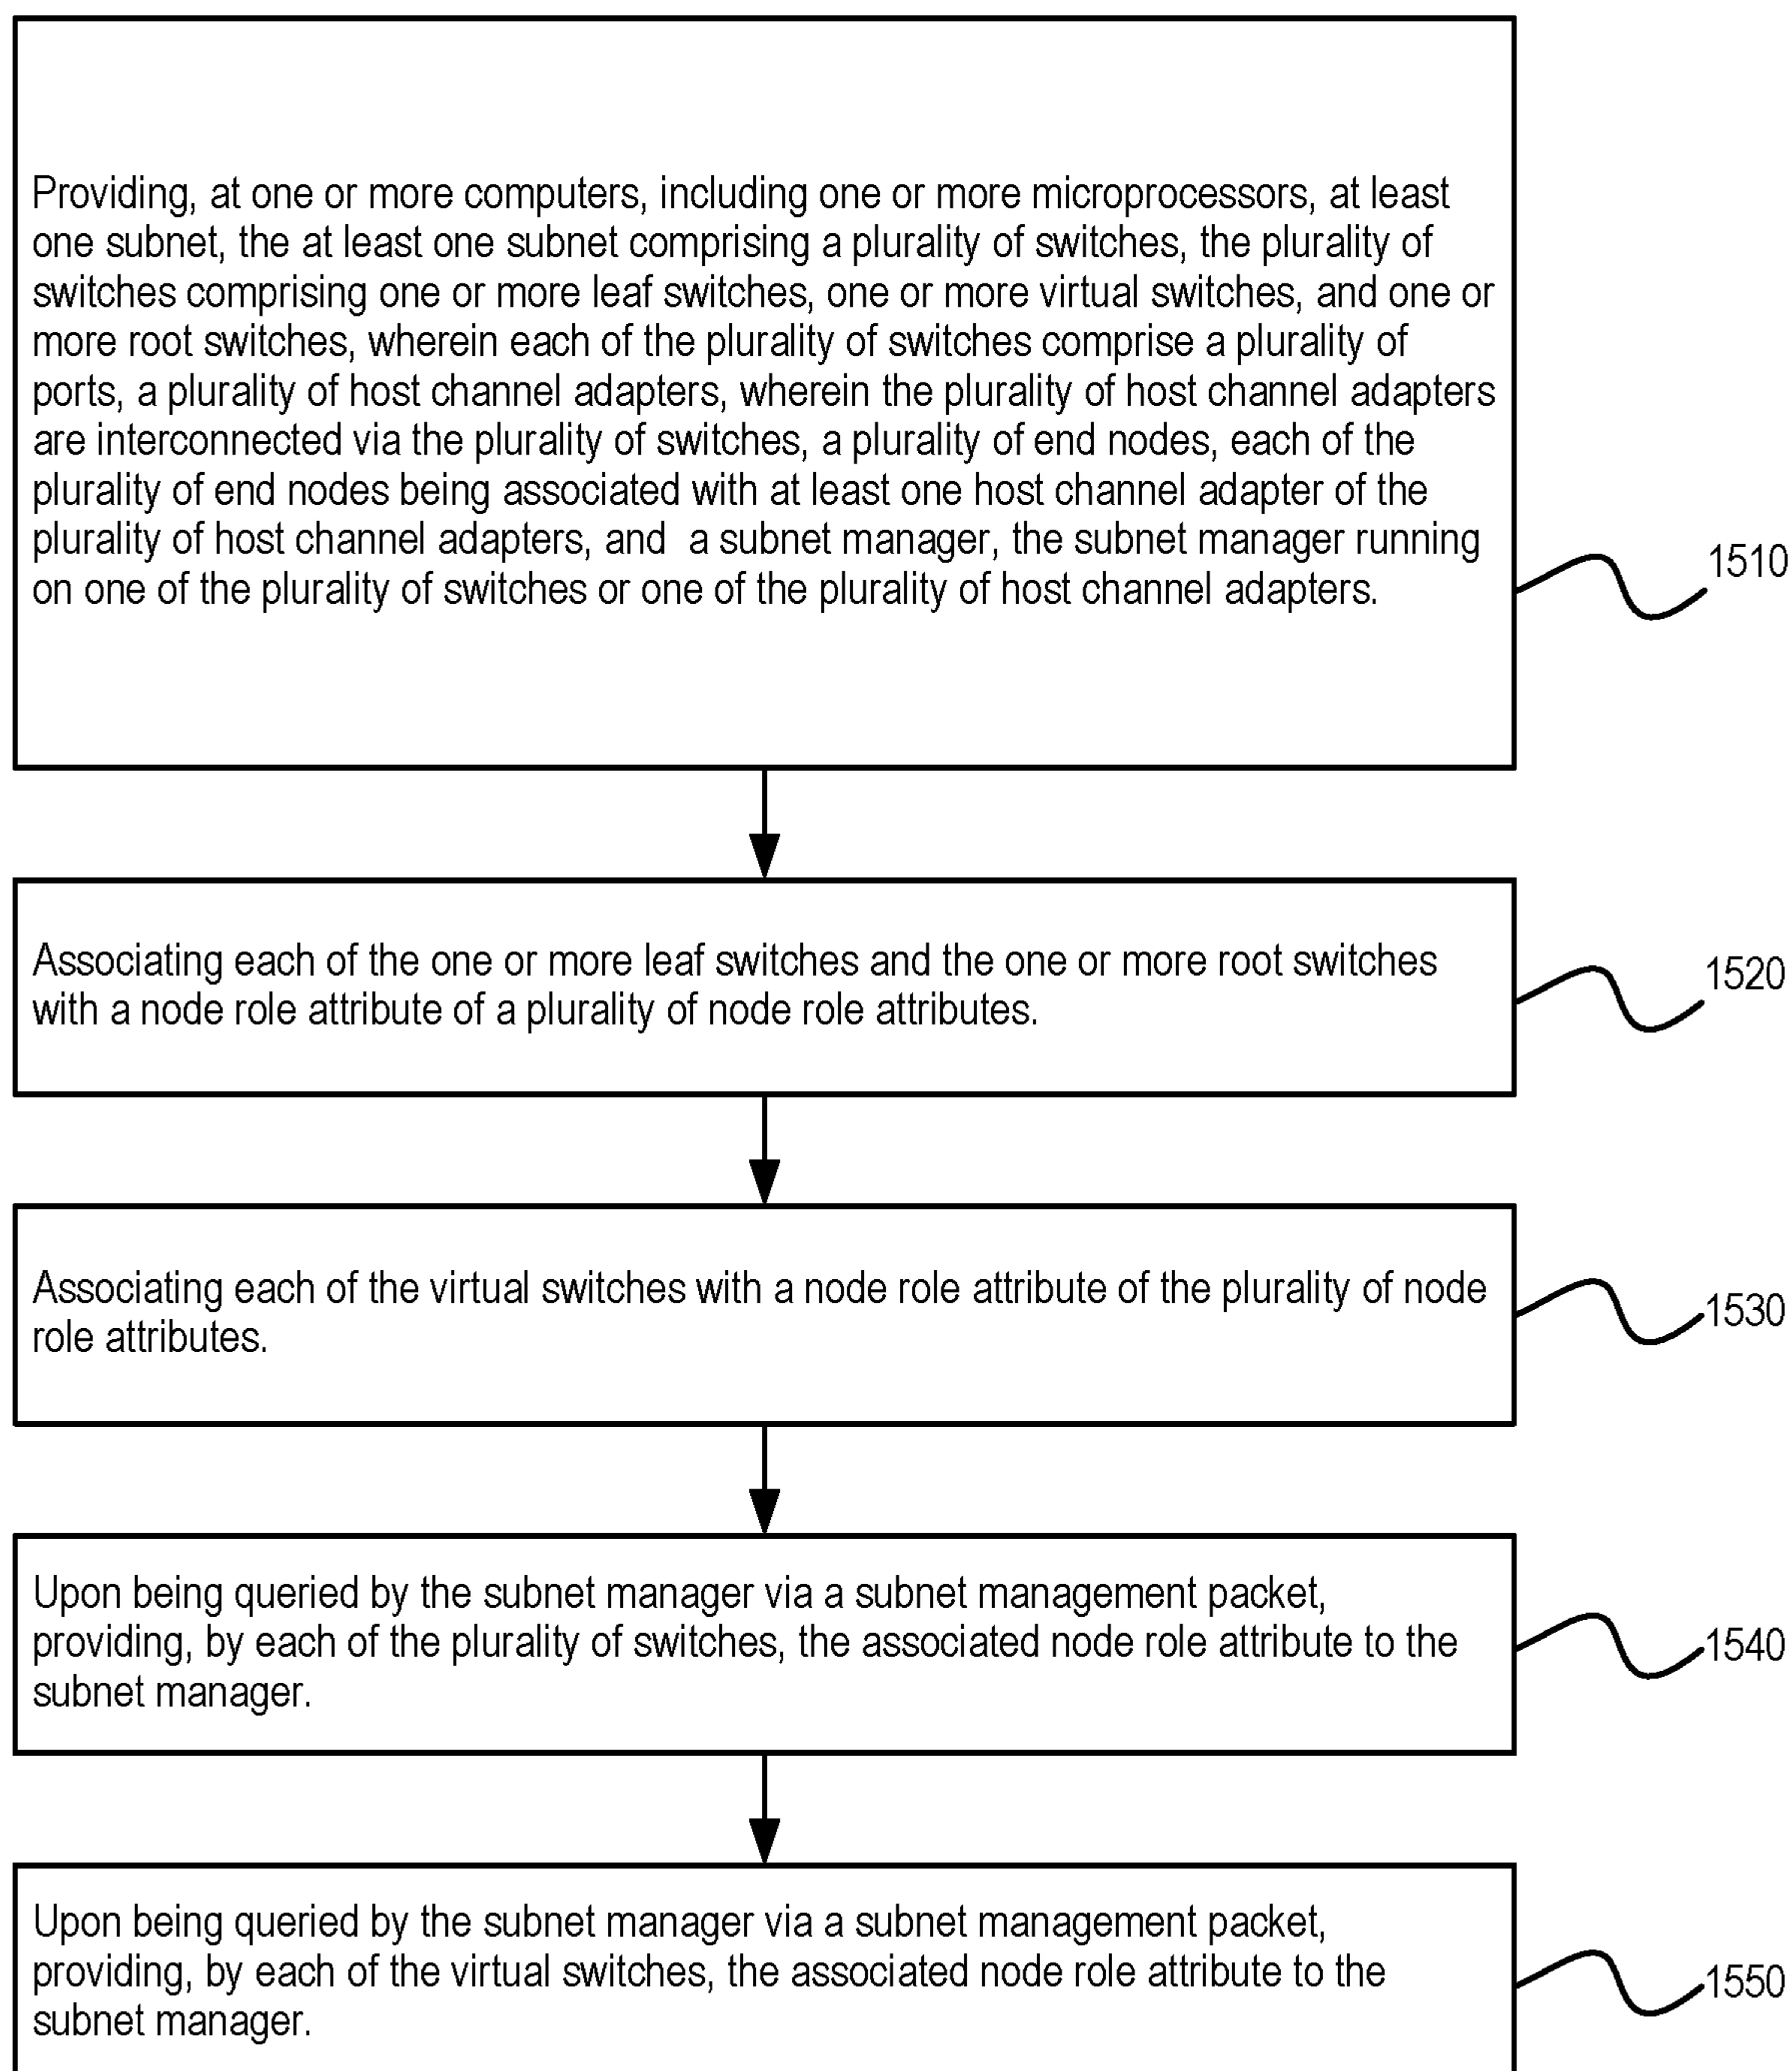 Providing, at one or more computers, including one or more microprocessors, at least
one subnet, the at least one subnet comprising a plurality of switches, the plurality of
switches comprising one or more leaf switches, one or more virtual switches, and one or
more root switches, wherein each of the plurality of switches comprise a plurality of
ports, a plurality of host channel adapters, wherein the plurality of host channel adapters
are interconnected via the plurality of switches, a plurality of end nodes, each of the
plurality of end nodes being associated with at least one host channel adapter of the
plurality of host channel adapters, and a subnet manager, the subnet manager running
on one of the plurality of switches or one of the plurality of host channel adapters.
1510
Associating each of the one or more leaf switches and the one or more root switches
with a node role attribute of a plurality of node role attributes.
1520
Associating each of the virtual switches with a node role attribute of the plurality of node
role attributes.
1530
Upon being queried by the subnet manager via a subnet management packet,
providing, by each of the plurality of switches, the associated node role attribute to the
subnet manager.
1540
Upon being queried by the subnet manager via a subnet management packet,
providing, by each of the virtual switches, the associated node role attribute to the
subnet manager.
1550